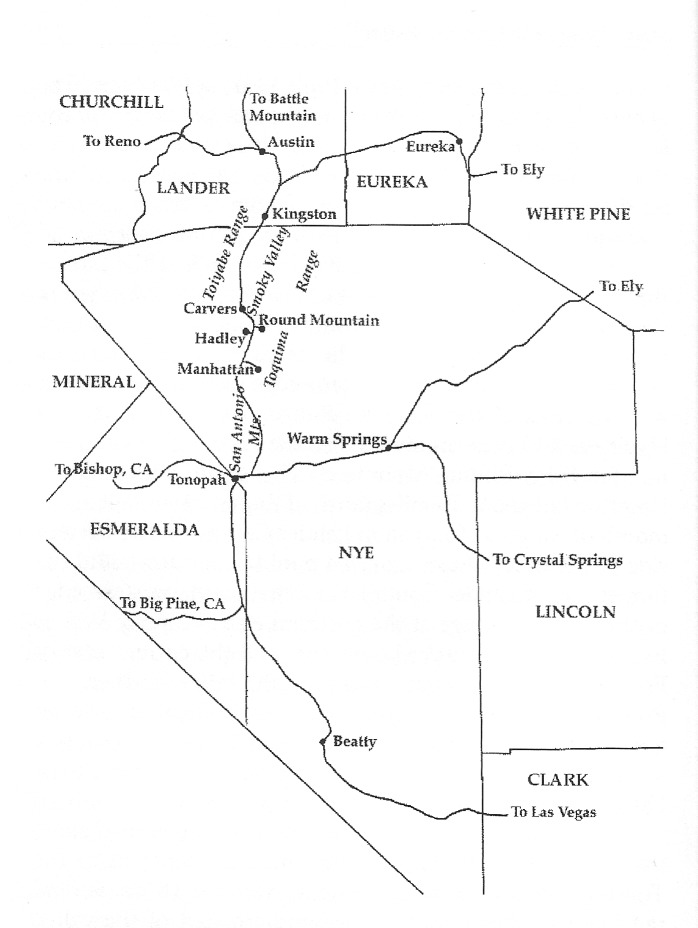 CHURCHILL
To Battle
Mountain
To Reno
Austin
Eureka
To Ely
LANDER
EUREKA
WHITE PINE
Kingston
Toiyabe Range
Smoky Valley
Range
To Ely
Carvers
Round Mountain
Hadley
Toquima
Manhattan
MINERAL
San Antonio
Mts.
Warm Springs
To Bishop, CA
Tonopah
ESMERALDA
NYE
To Crystal Springs
To Big Pine, CA
LINCOLN
Beatty
CLARK
To Las Vegas